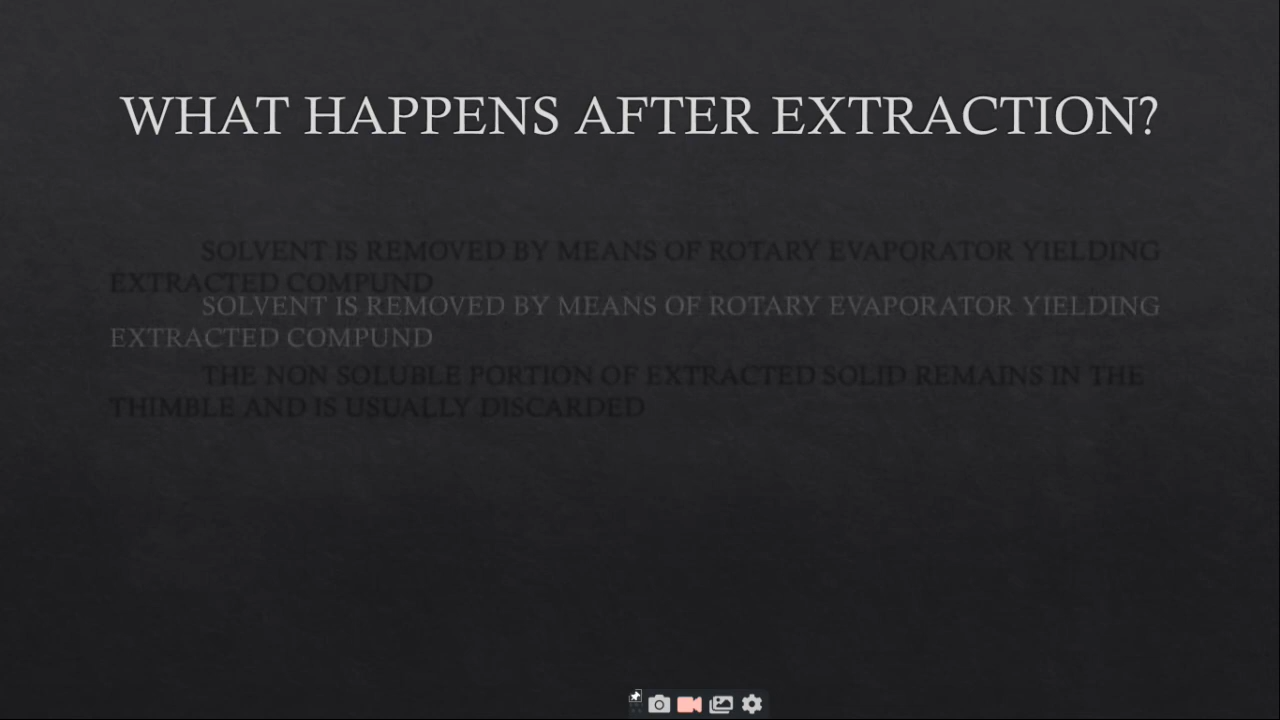 WHAT HAPPENS AFTER EXTRACTION?
SOLVENT IS REMOVED BY MEANS OF ROTARY EVAPORATOR YIELDING
EXTRACTED COMPUND
SOLVENT IS REMOVED BY MEANS OF ROTARY EVAPORATOR YIELDING
EXTRACTED COMPUND
THE NON SOLUBLE PORTION OF EXTRACTED SOLID REMAINS IN THE
THIMBLE AND IS USUALLY DISCARDED